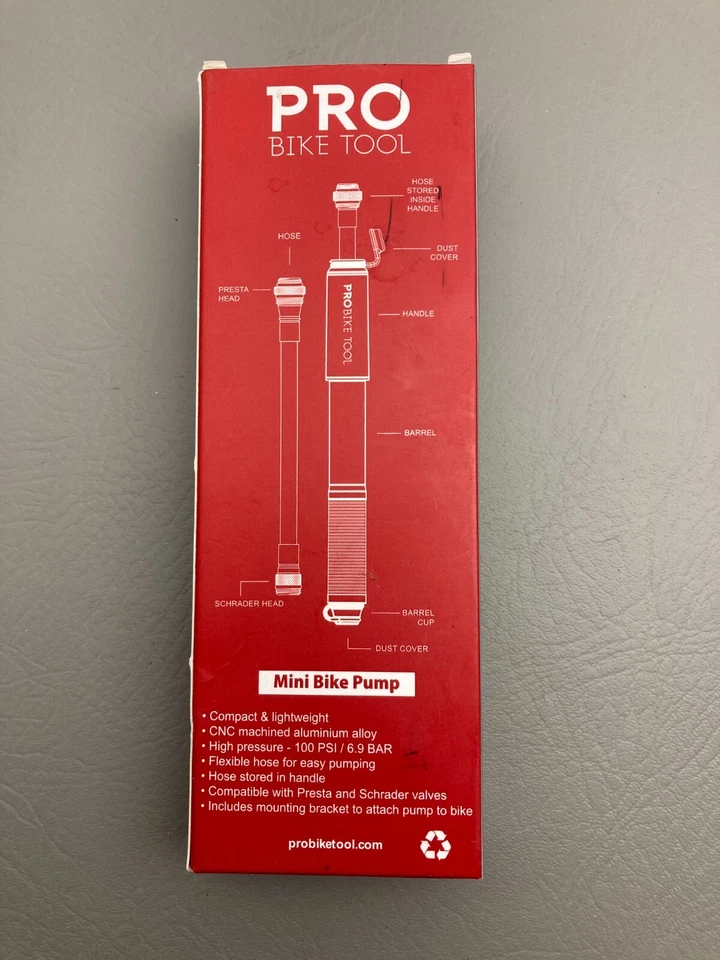 PRO
BIKE TOOL
HOSE
STORED
INSIDE
HANDLE
HOSE
DUST
COVER
PRESTA
HEAD
HANDLE
PROBIKE TOOL
BARREL
SCHRADER HEAD
BARREL
CUP
DUST COVER
Mini Bike Pump
• Compact & lightweight
• CNC machined aluminium alloy
• High pressure - 100 PSI / 6.9 BAR
• Flexible hose for easy pumping
• Hose stored in handle
• Compatible with Presta and Schrader valves
• Includes mounting bracket to attach pump to bike
probiketool.com